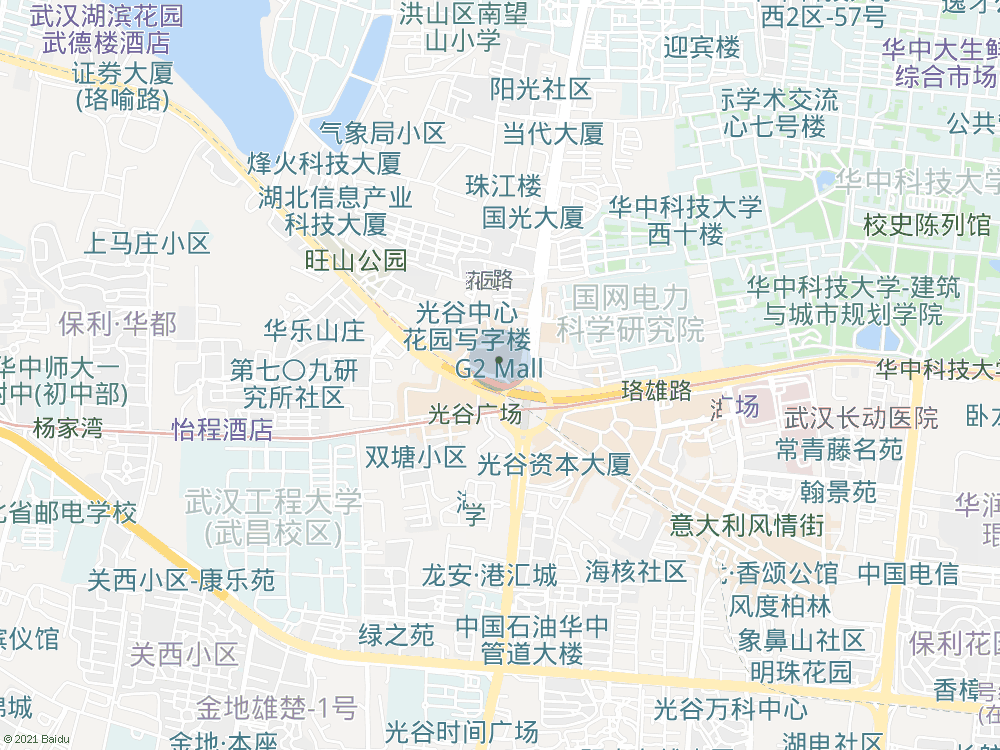 武汉湖滨花园
武德楼酒店
洪山区南望
山小学
西2区-57号
迎宾楼
华中大生鲜
综合市场
证券大厦
(珞喻路)
阳光社区
示学术交流
心七号楼
公共
气象局小区
当代大厦
烽火科技大厦
珠江楼
华中科技大学
湖北信息产业
科技大厦
国光大厦
华中科技大学
西十楼
校史陈列馆
上马庄小区
旺山公园
花园路
华中科技大学-建筑
与城市规划学院
国网电力
科学研究院
光谷中心
花园写字楼
G2 Mall
保利·华都
华乐山庄
华中师大一
附中(初中部)
第七〇九研
究所社区
华中科技大学
珞雄路
广场
光谷广场
武汉长动医院
杨家湾
怡程酒店
常青藤名苑
双塘小区
光谷资本大厦
翰景苑
武汉工程大学
(武昌校区)
学
北省邮电学校
意大利风情街
华润
琨
关西小区-康乐苑
龙安·港汇城
海核社区
·香颂公馆
中国电信
风度柏林
绿之苑
中国石油华中
管道大楼
象鼻山社区
明珠花园
保利花园
滨仪馆
关西小区
香樟
金地雄楚-1号
光谷万科中心
号
(在
锦城
金地·本座
光谷时间广场
湖申社区
© 2021 Baidu